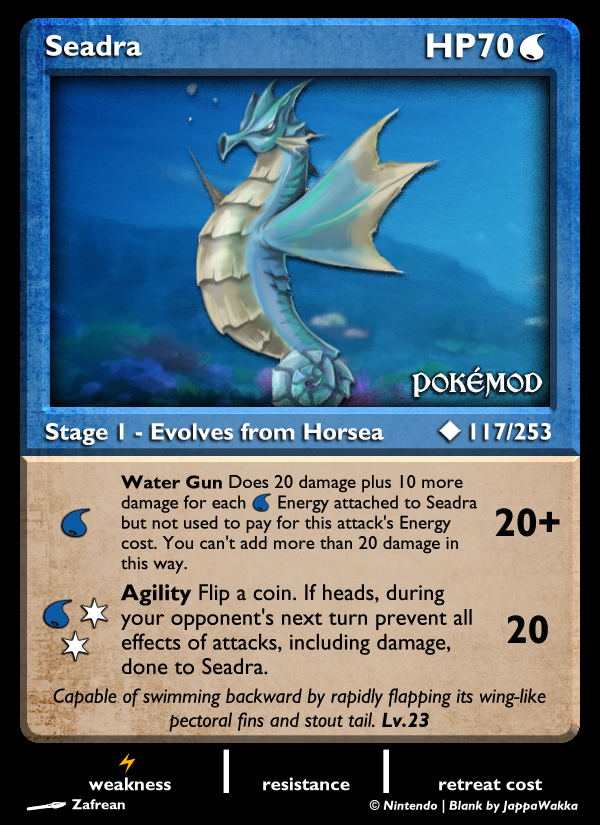 Seadra HP70
POKÉMOD
Stage 1 - Evolves from Horsea 117/253
Water Gun Does 20 damage plus 10 more
damage for each Energy attached to Seadra
but not used to pay for this attack's Energy
cost. You can't add more than 20 damage in
this way.
20+
Agility Flip a coin. If heads, during
your opponent's next turn prevent all
effects of attacks, including damage,
done to Seadra.
20
Capable of swimming backward by rapidly flapping its wing-like
pectoral fins and stout tail. Lv.23
weakness resistance retreat cost
Zafrean © Nintendo | Blank by JappaWakka